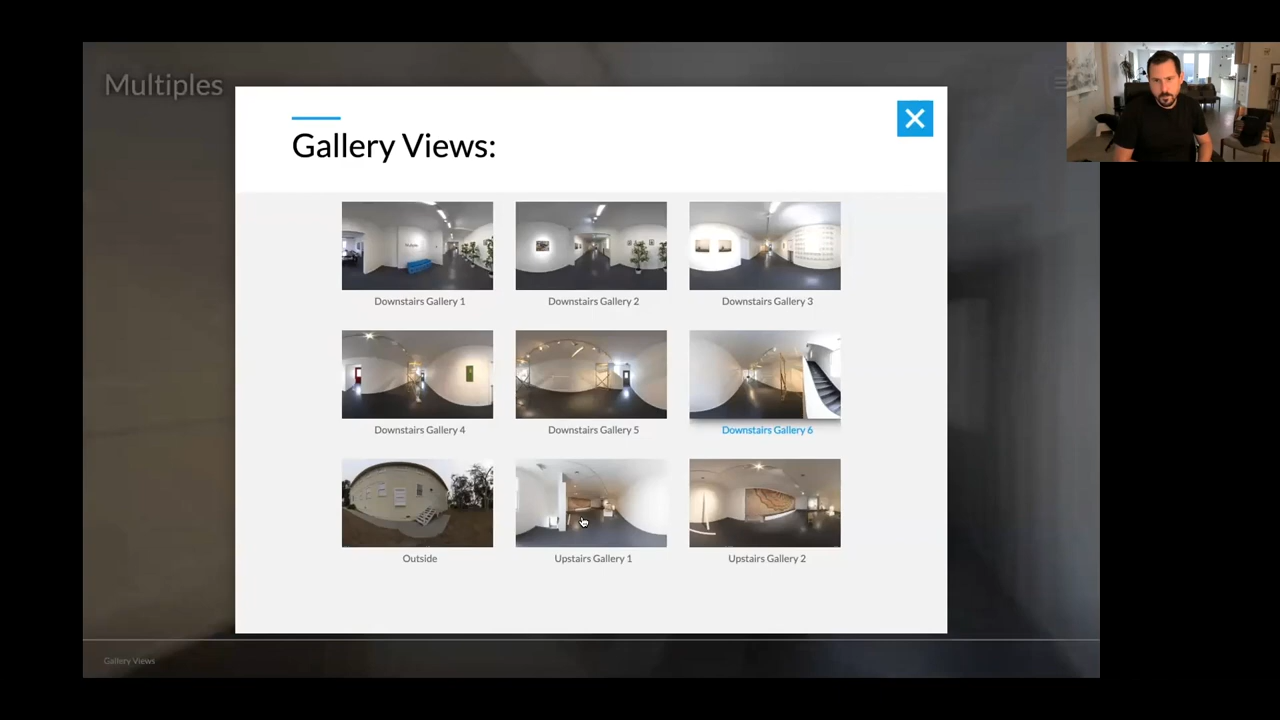 Multiples
Gallery Views:
Downstairs Gallery 1
Downstairs Gallery 2
Downstairs Gallery 3
Downstairs Gallery 4
Downstairs Gallery 5
Downstairs Gallery 6
Outside
Upstairs Gallery 1
Upstairs Gallery 2
Gallery Views